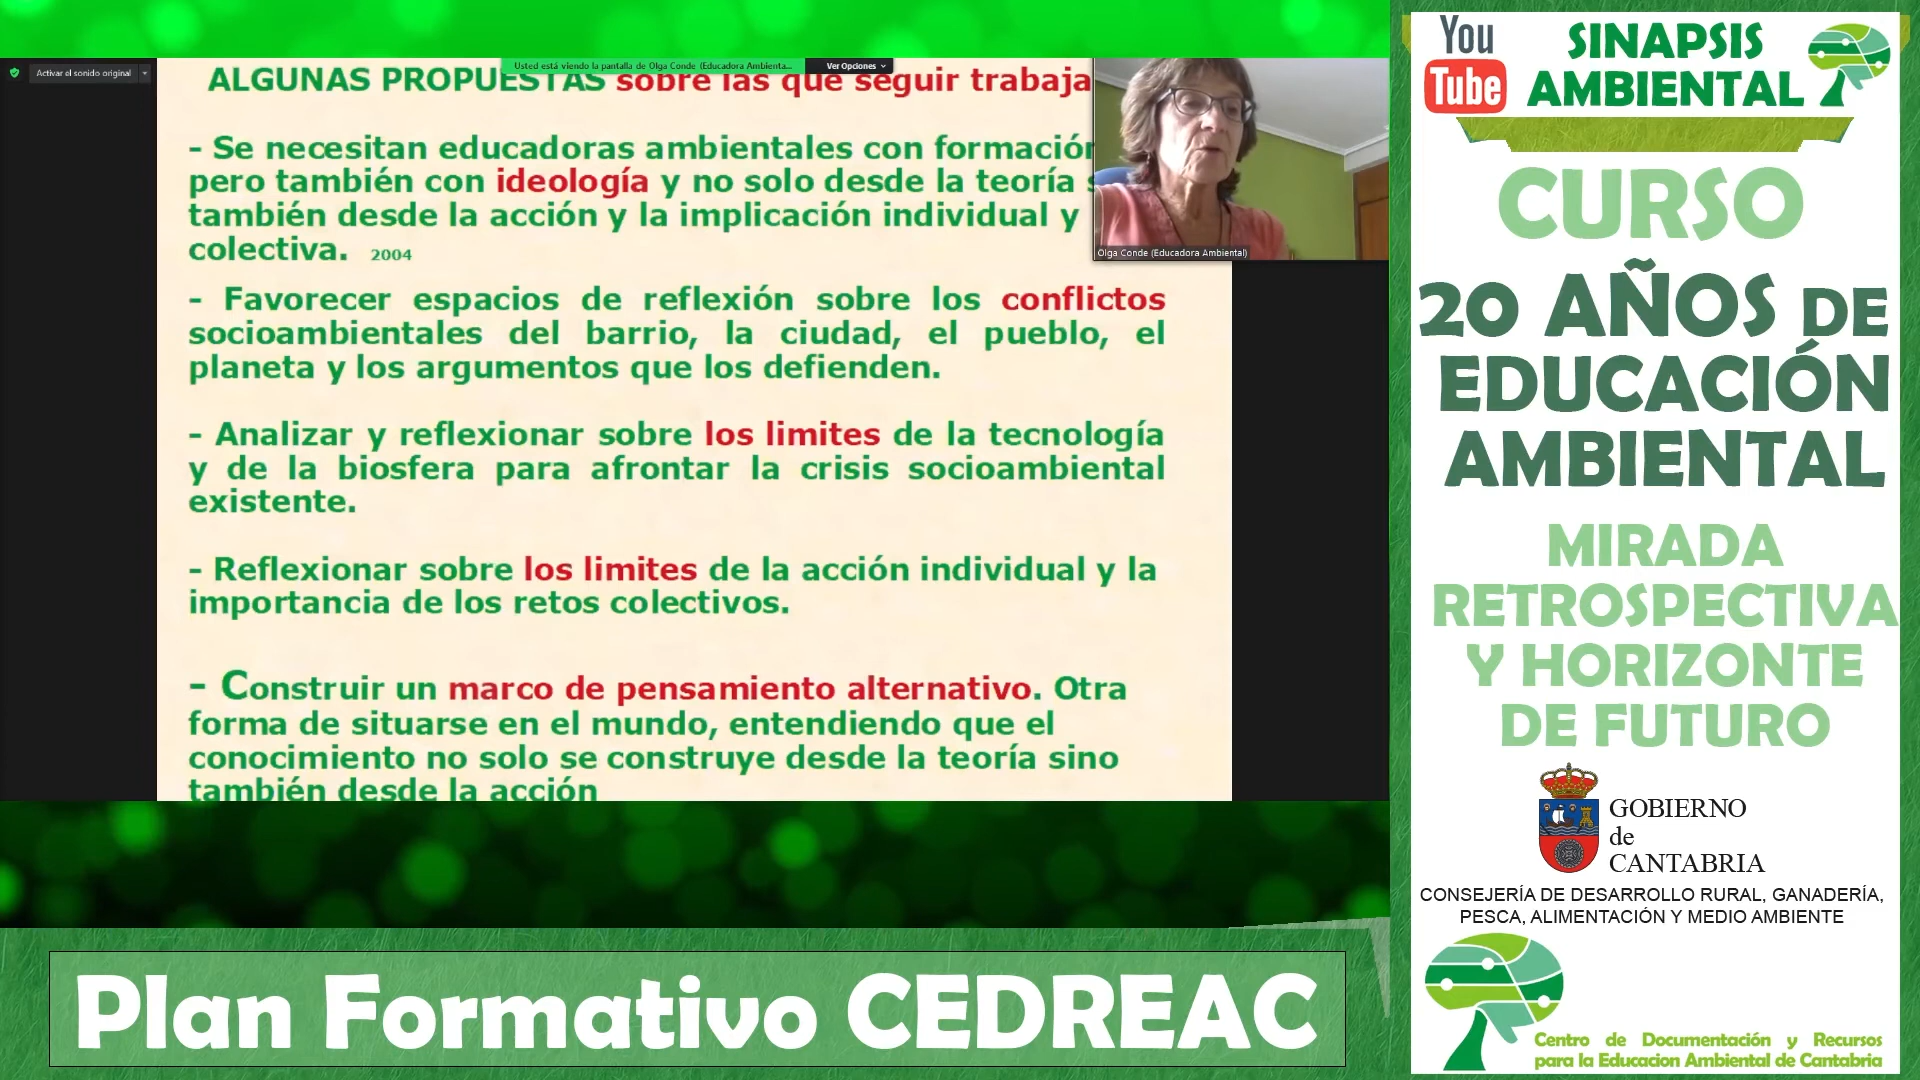 Activar el sonido original
Usted está viendo la pantalla de Olga Conde (Educadora Ambienta...
Ver Opciones
ALGUNAS PROPUESTAS sobre las que seguir trabaja
- Se necesitan educadoras ambientales con formación
pero también con ideología y no solo desde la teoría s
también desde la acción y la implicación individual y
colectiva. 2004
- Favorecer espacios de reflexión sobre los conflictos
socioambientales del barrio, la ciudad, el pueblo, el
planeta y los argumentos que los defienden.
- Analizar y reflexionar sobre los limites de la tecnología
y de la biosfera para afrontar la crisis socioambiental
existente.
- Reflexionar sobre los limites de la acción individual y la
importancia de los retos colectivos.
- Construir un marco de pensamiento alternativo. Otra
forma de situarse en el mundo, entendiendo que el
conocimiento no solo se construye desde la teoría sino
también desde la acción
Olga Conde (Educadora Ambiental)
You
Tube
SINAPSIS
AMBIENTAL
CURSO
20 AÑOS DE
EDUCACIÓN
AMBIENTAL
MIRADA
RETROSPECTIVA
Y HORIZONTE
DE FUTURO
GOBIERNO
de
CANTABRIA
CONSEJERÍA DE DESARROLLO RURAL, GANADERÍA,
PESCA, ALIMENTACIÓN Y MEDIO AMBIENTE
Centro de Documentación y Recursos
para la Educacion Ambiental de Cantabria
Plan Formativo CEDREAC